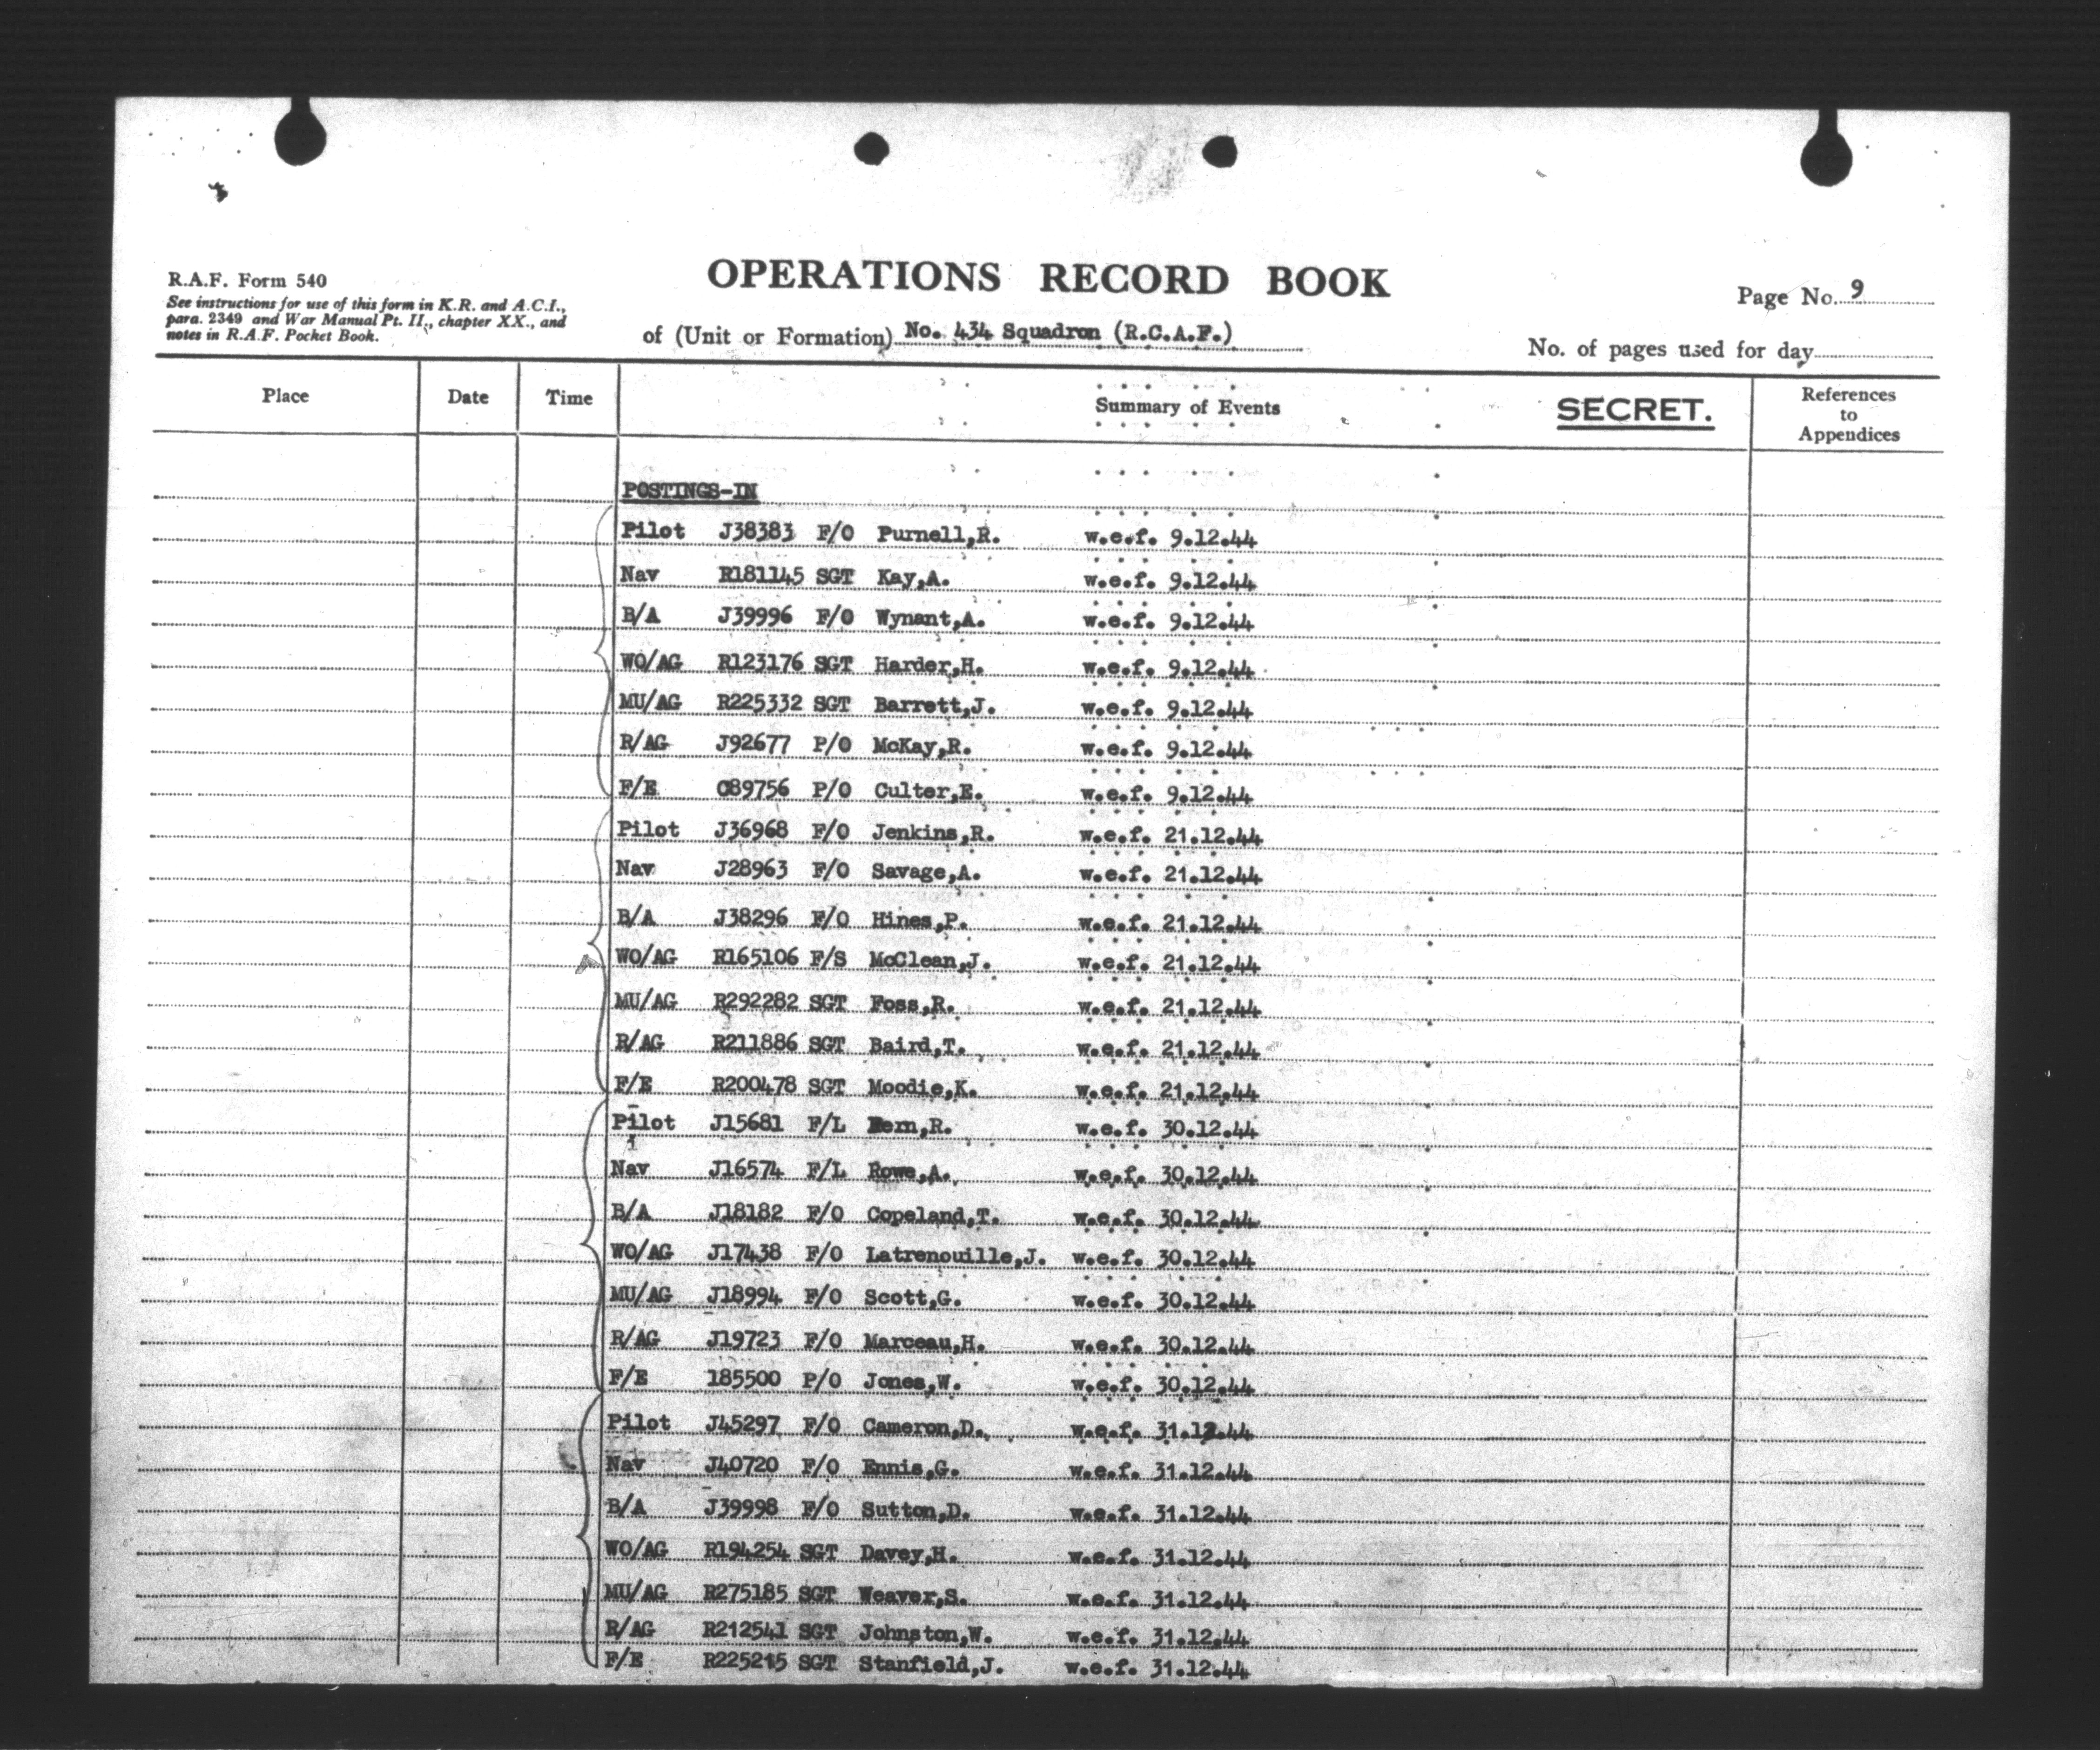 OPERATIONS RECORD BOOK
R.A.F. Form 540
See instructions for use of this form in K.R. and A.C.I.,
para. 2349 and War Manual Pt. II., chapter XX., and
notes in R.A.F. Pocket Book.
Page No. 9
of (Unit or Formation) No. 434 Squadron (R.C.A.F.)
No. of pages used for day
Place Date Time Summary of Events SECRET. References to Appendices
POSTINGS-IN
Pilot J38383 F/O Purnell,R. w.e.f. 9.12.44
Nav R181145 SGT Kay,A. w.e.f. 9.12.44
B/A J39996 F/O Wynant,A. w.e.f. 9.12.44
WO/AG R123176 SGT Harder,H. w.e.f. 9.12.44
MU/AG R225332 SGT Barrett,J. w.e.f. 9.12.44
R/AG J92677 P/O McKay,R. w.e.f. 9.12.44
F/E C89756 P/O Culter,E. w.e.f. 9.12.44
Pilot J36968 F/O Jenkins,R. w.e.f. 21.12.44
Nav J28963 F/O Savage,A. w.e.f. 21.12.44
B/A J38296 F/O Hines,P. w.e.f. 21.12.44
WO/AG R165106 F/S McClean,J. w.e.f. 21.12.44
MU/AG R292282 SGT Foss,R. w.e.f. 21.12.44
R/AG R211886 SGT Baird,T. w.e.f. 21.12.44
F/E R200478 SGT Moodie,K. w.e.f. 21.12.44
Pilot J15681 F/L w.e.f. 30.12.44
Nav J16574 F/L Rowe,A. w.e.f. 30.12.44
B/A J18182 F/O Copeland,T. w.e.f. 30.12.44
WO/AG J17438 F/O Latrenouille,J. w.e.f. 30.12.44
MU/AG J18994 F/O Scott,G. w.e.f. 30.12.44
R/AG J19723 F/O Marceau,H. w.e.f. 30.12.44
F/E 185500 P/O Jones,W. w.e.f. 30.12.44
Pilot J45297 F/O Cameron,D. w.e.f. 31.12.44
Nav J40720 F/O Ennis,G. w.e.f. 31.12.44
B/A J39998 F/O Sutton,D. w.e.f. 31.12.44
WO/AG R194254 SGT Davey,H. w.e.f. 31.12.44
MU/AG R275185 SGT Weaver,S. w.e.f. 31.12.44
R/AG R212541 SGT Johnston,W. w.e.f. 31.12.44
F/E R225215 SGT Stanfield,J. w.e.f. 31.12.44